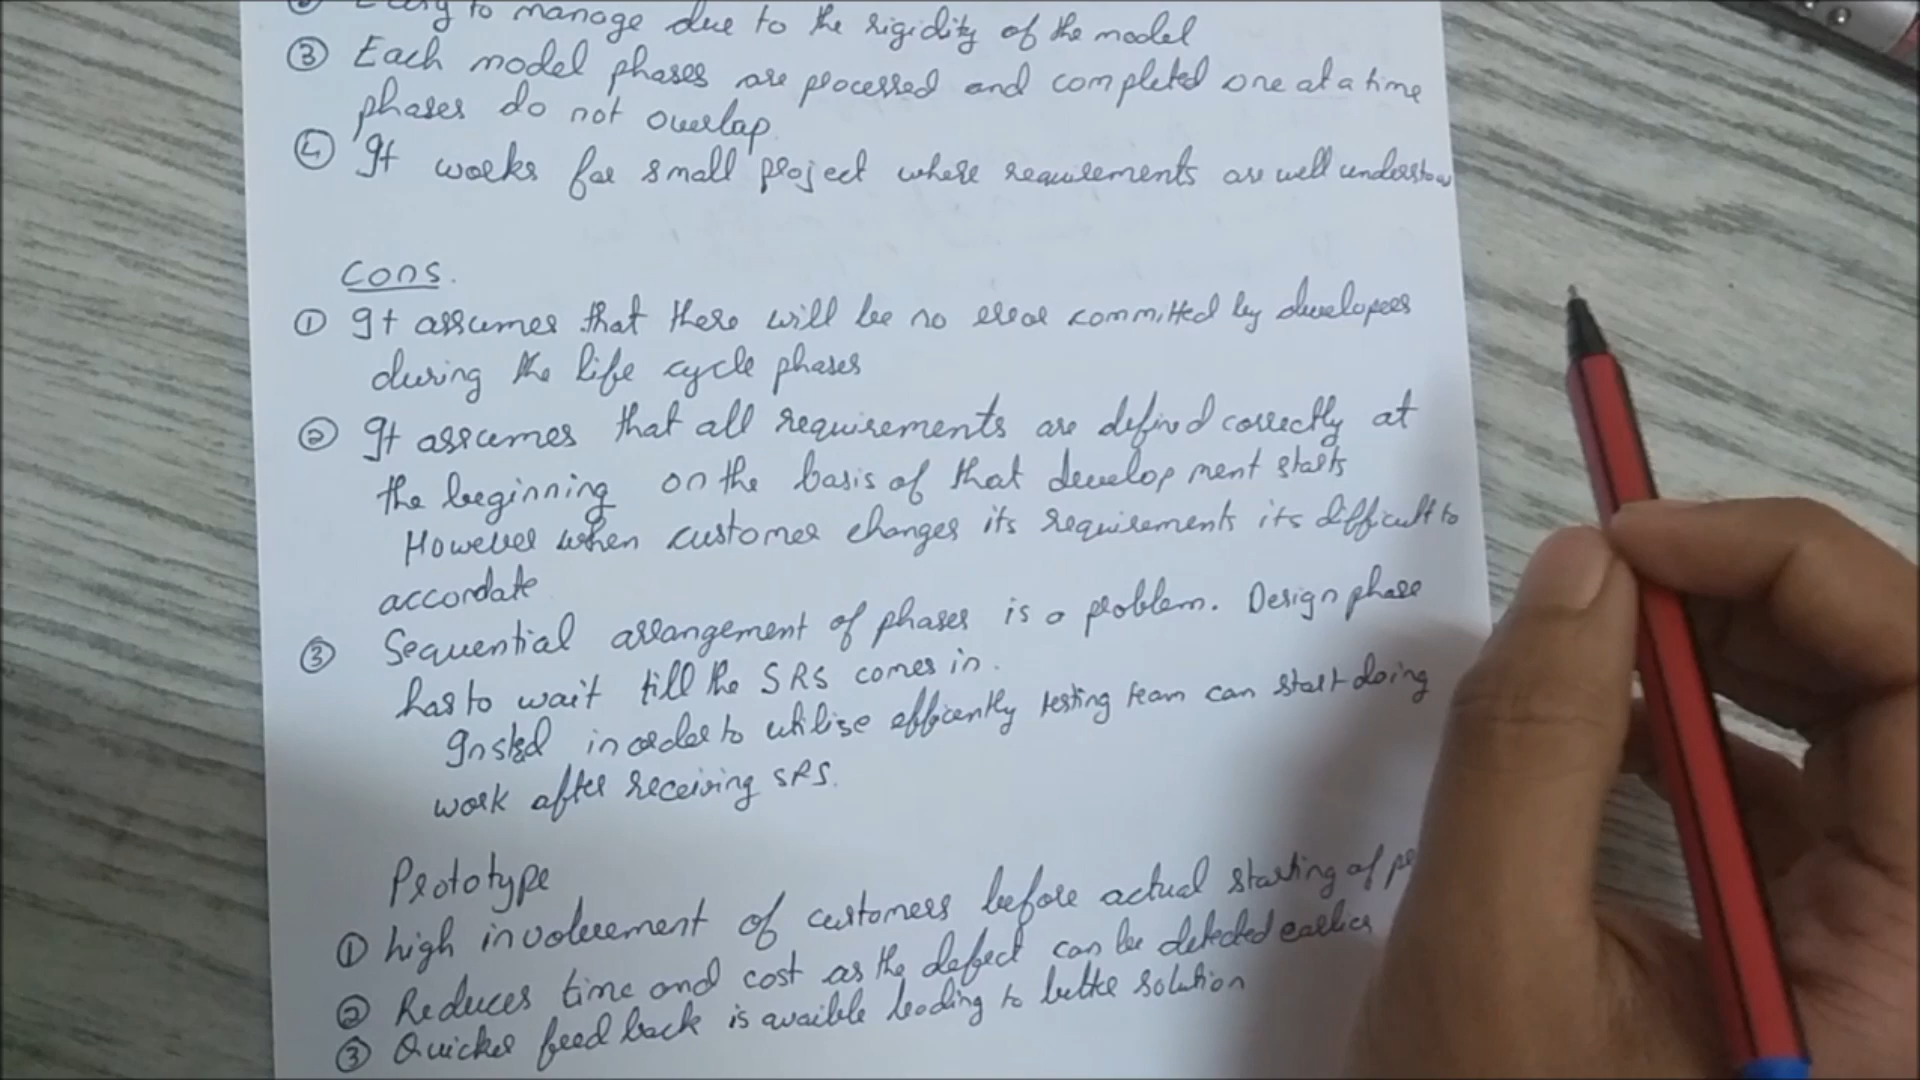 ② Easy to manage due to the rigidity of the model
③ Each model phases are processed and completed one at a time
phases do not overlap.
④ It works for small project where requirements are well understoo
Cons.
① It assumes that there will be no error committed by developers
during the life cycle phases
② It assumes that all requirements are defind correctly at
the beginning on the basis of that development starts
However when customer changes its requirements its difficult to
accordate
③ Sequential arrangement of phases is a problem. Design phase
has to wait till the SRS comes in.
in order to utilise efficently testing team can start doing
work after receiving SRS.
Prototype
① high involvement of customers before actual starting of
② Reduces time and cost as the defect can be detected earlier
③ Quicker feedback is avaible leading to better solution